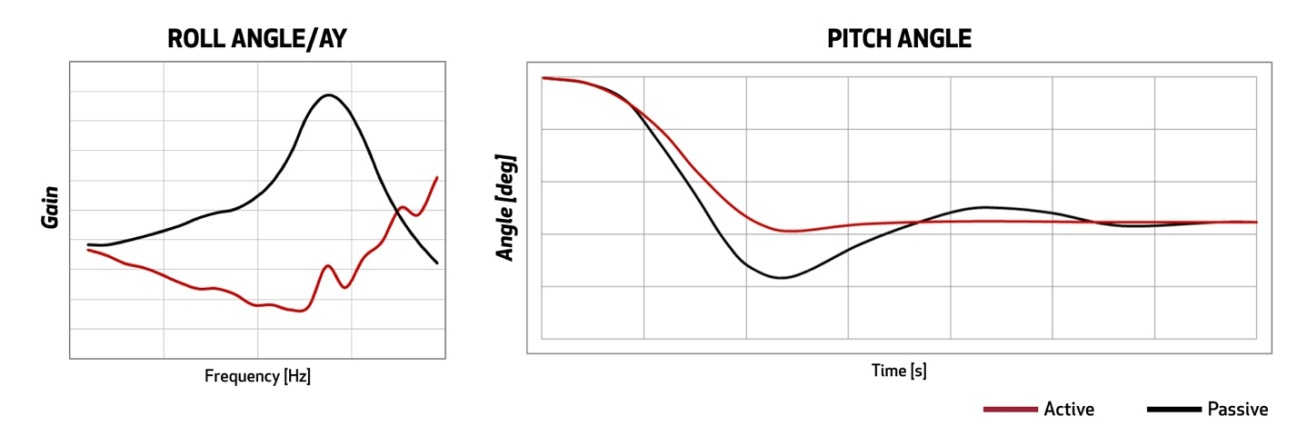 ROLL ANGLE/AY
Gain
Frequency [Hz]
PITCH ANGLE
Angle [deg]
Time [s]
Active
Passive